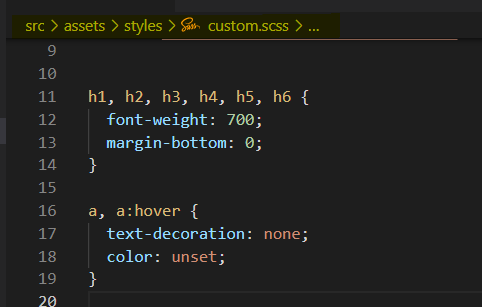 src > assets > styles > custom.scss > ...
9
10
11 h1, h2, h3, h4, h5, h6 {
12   font-weight: 700;
13   margin-bottom: 0;
14 }
15
16 a, a:hover {
17   text-decoration: none;
18   color: unset;
19 }
20